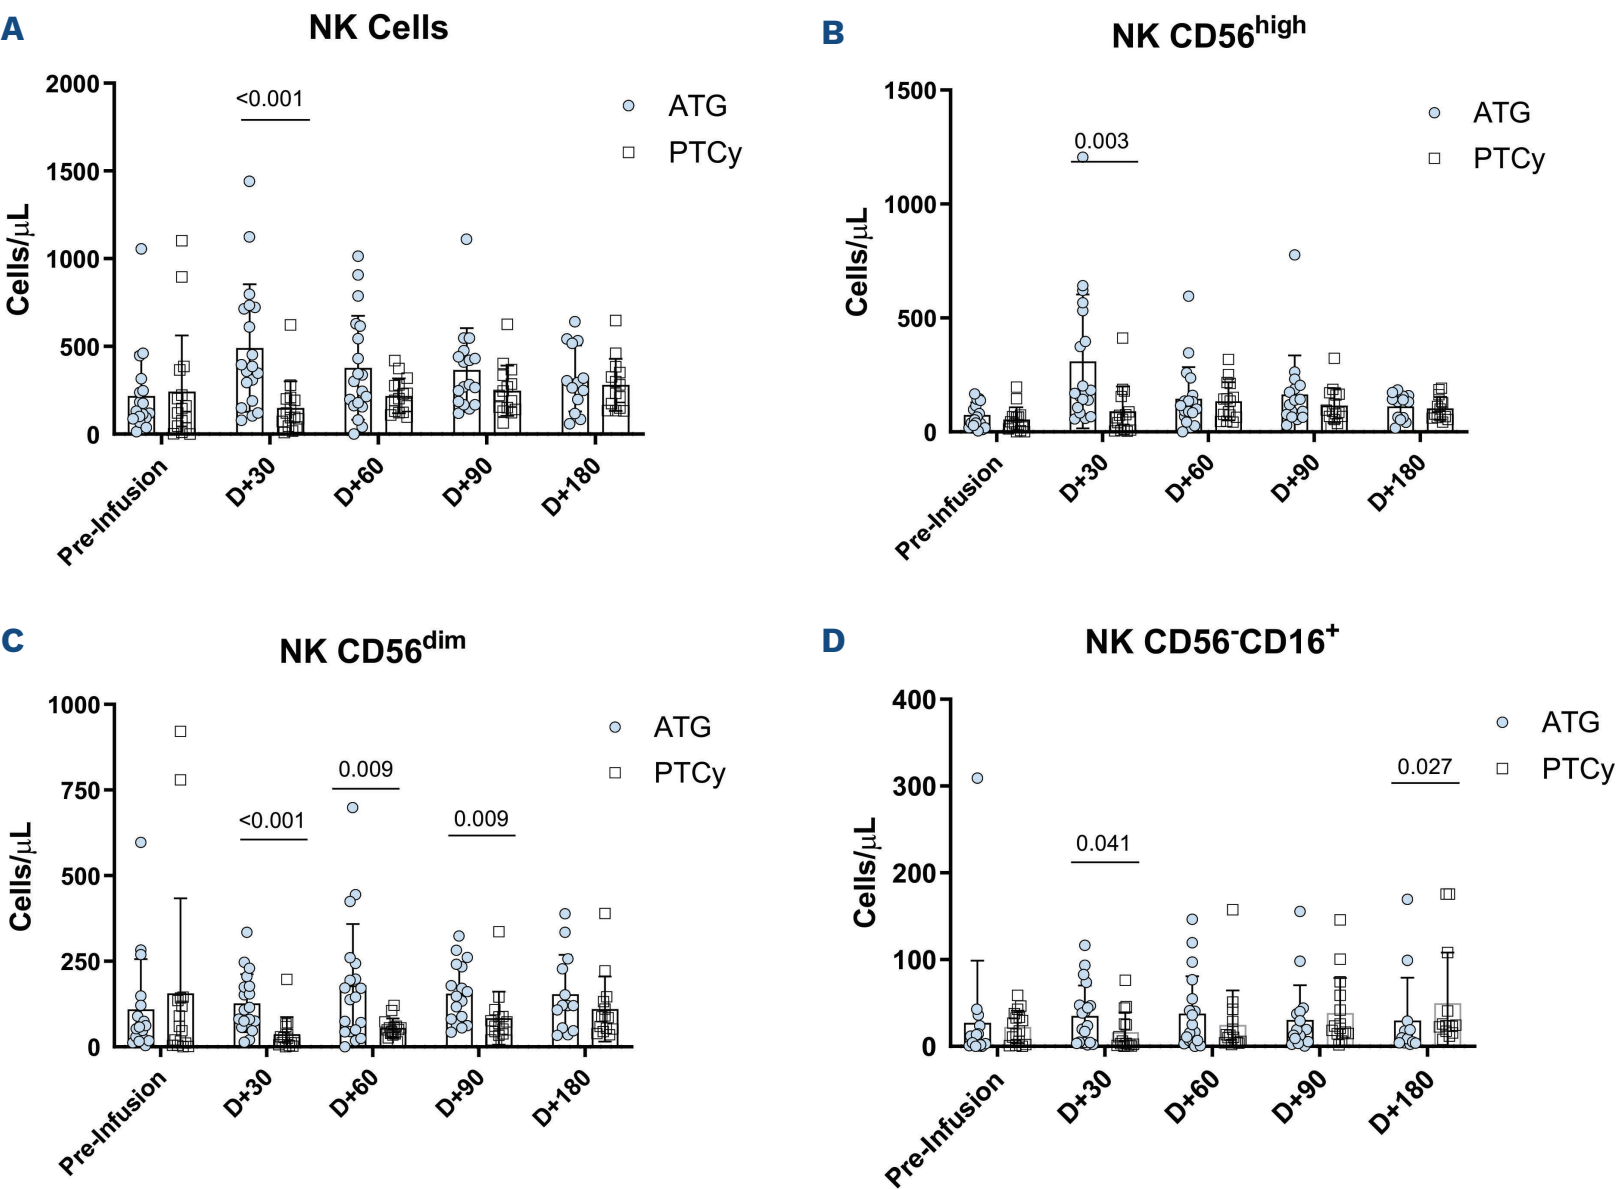 A
NK Cells
2000
1500
1000
500
0
Cells/μL
<0.001
ATG
PTCy
Pre-Infusion
D+30
D+60
D+90
D+180
B
NK CD56high
1500
1000
500
0
Cells/μL
0.003
ATG
PTCy
Pre-Infusion
D+30
D+60
D+90
D+180
C
NK CD56dim
1000
750
500
250
0
Cells/μL
<0.001
0.009
0.009
ATG
PTCy
Pre-Infusion
D+30
D+60
D+90
D+180
D
NK CD56-CD16+
400
300
200
100
0
Cells/μL
0.041
0.027
ATG
PTCy
Pre-Infusion
D+30
D+60
D+90
D+180